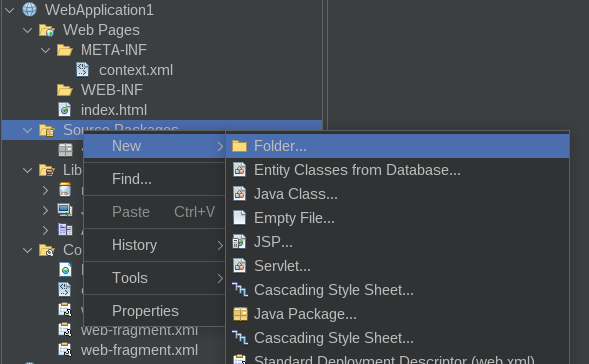 WebApplication1
Web Pages
META-INF
context.xml
WEB-INF
index.html
Source Packages
New
Find...
Paste Ctrl+V
History
Tools
Properties
Folder...
Entity Classes from Database...
Java Class...
Empty File...
JSP...
Servlet...
Cascading Style Sheet...
Java Package...
Cascading Style Sheet...
Standard Deployment Descriptor (web.xml)
Lib
Co
web-fragment.xml
web-fragment.xml